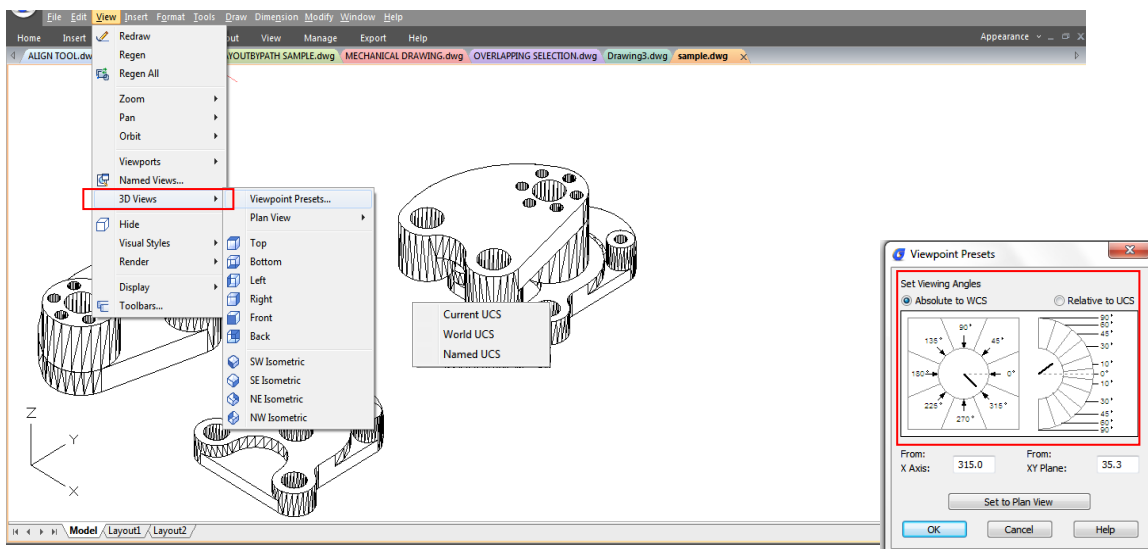 File Edit View Insert Format Tools Draw Dimension Modify Window Help
Home Insert out View Manage Export Help Appearance
ALIGN TOOL.dw YOUTBYPATH SAMPLE.dwg MECHANICAL DRAWING.dwg OVERLAPPING SELECTION.dwg Drawing3.dwg sample.dwg
Redraw
Regen
Regen All
Zoom
Pan
Orbit
Viewports
Named Views...
3D Views
Hide
Visual Styles
Render
Display
Toolbars...
Viewpoint Presets...
Plan View
Top
Bottom
Left
Right
Front
Back
SW Isometric
SE Isometric
NE Isometric
NW Isometric
Current UCS
World UCS
Named UCS
Z
Y
X
Model Layout1 Layout2
Viewpoint Presets
Set Viewing Angles
Absolute to WCS Relative to UCS
90°
135° 45°
180° 0°
225° 315°
270°
90°
60°
45°
30°
10°
0°
-10°
-30°
45°
60°
90°
From: From:
X Axis: 315.0 XY Plane: 35.3
Set to Plan View
OK Cancel Help